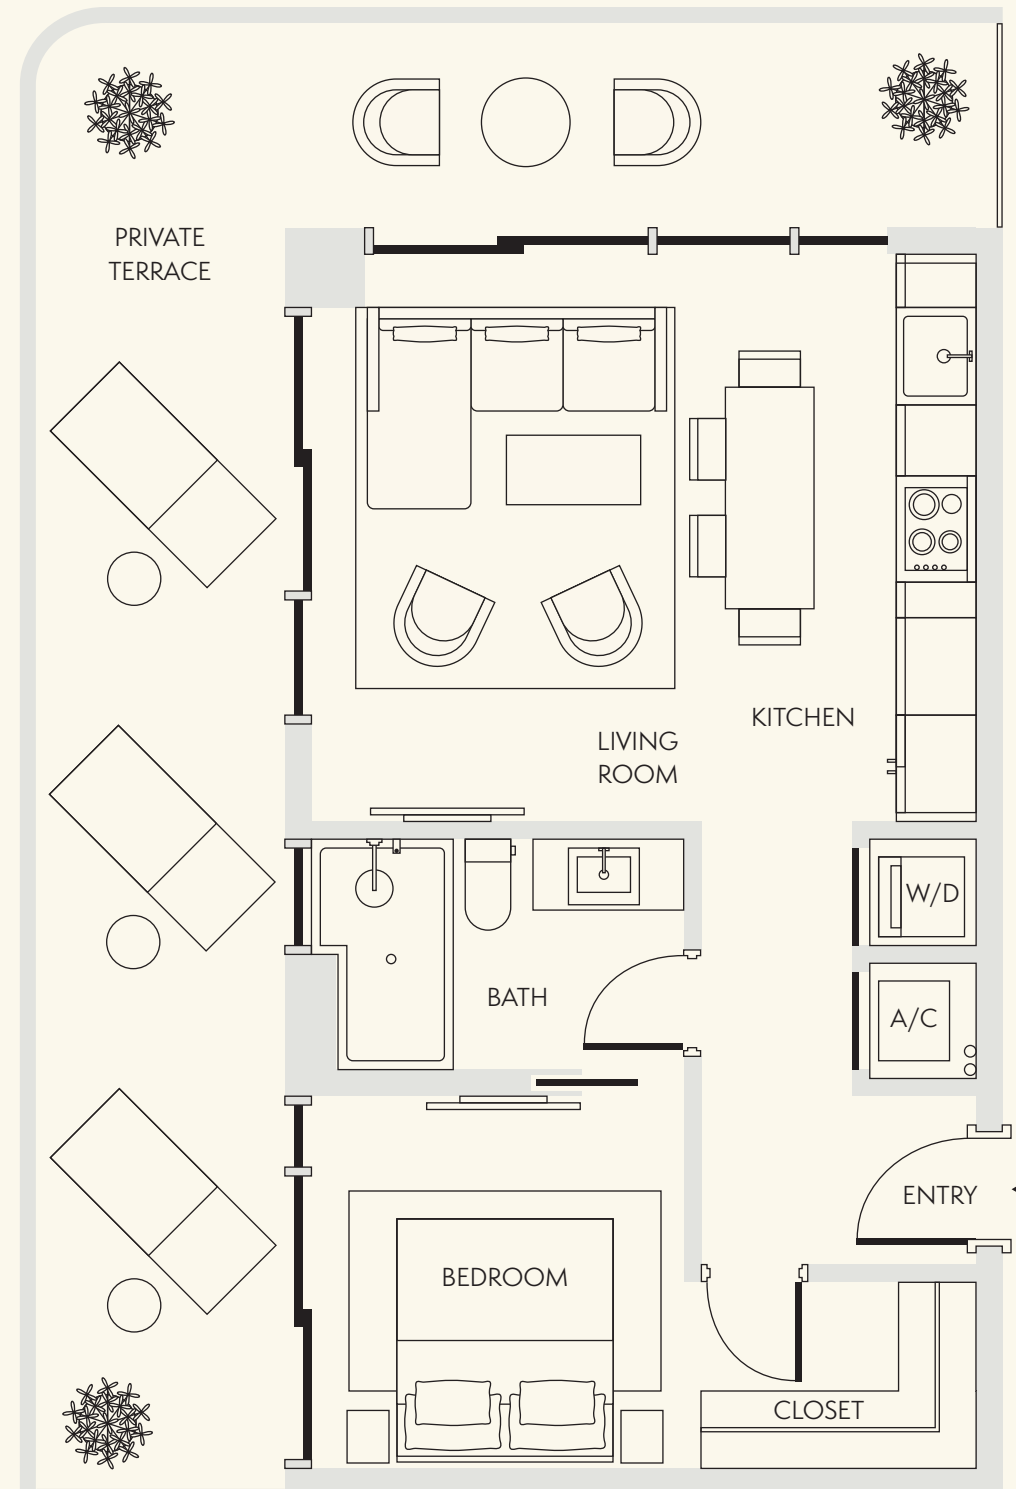 PRIVATE
TERRACE
KITCHEN
LIVING
ROOM
W/D
BATH
A/C
ENTRY
BEDROOM
CLOSET